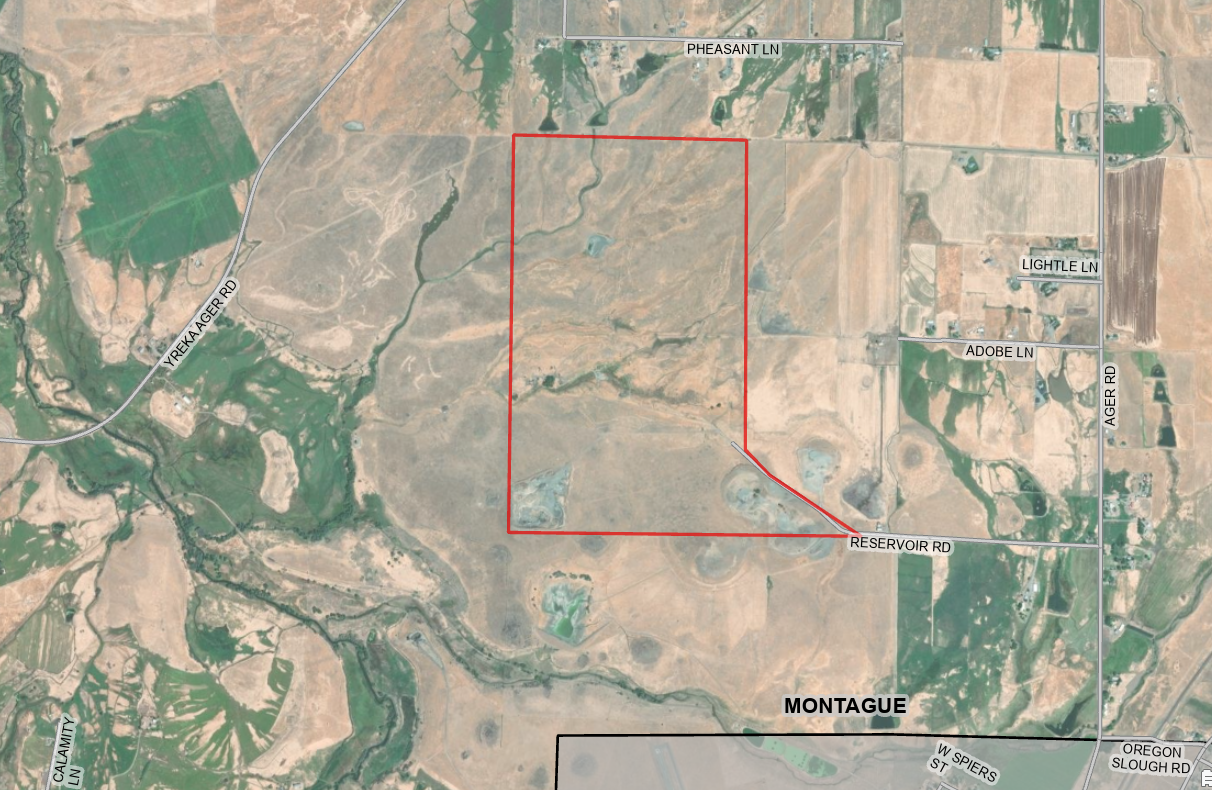 PHEASANT LN
LIGHTLE LN
YREKA AGER RD
ADOBE LN
AGER RD
RESERVOIR RD
MONTAGUE
CALAMITY
LN
W SPIERS
ST
OREGON
SLOUGH RD